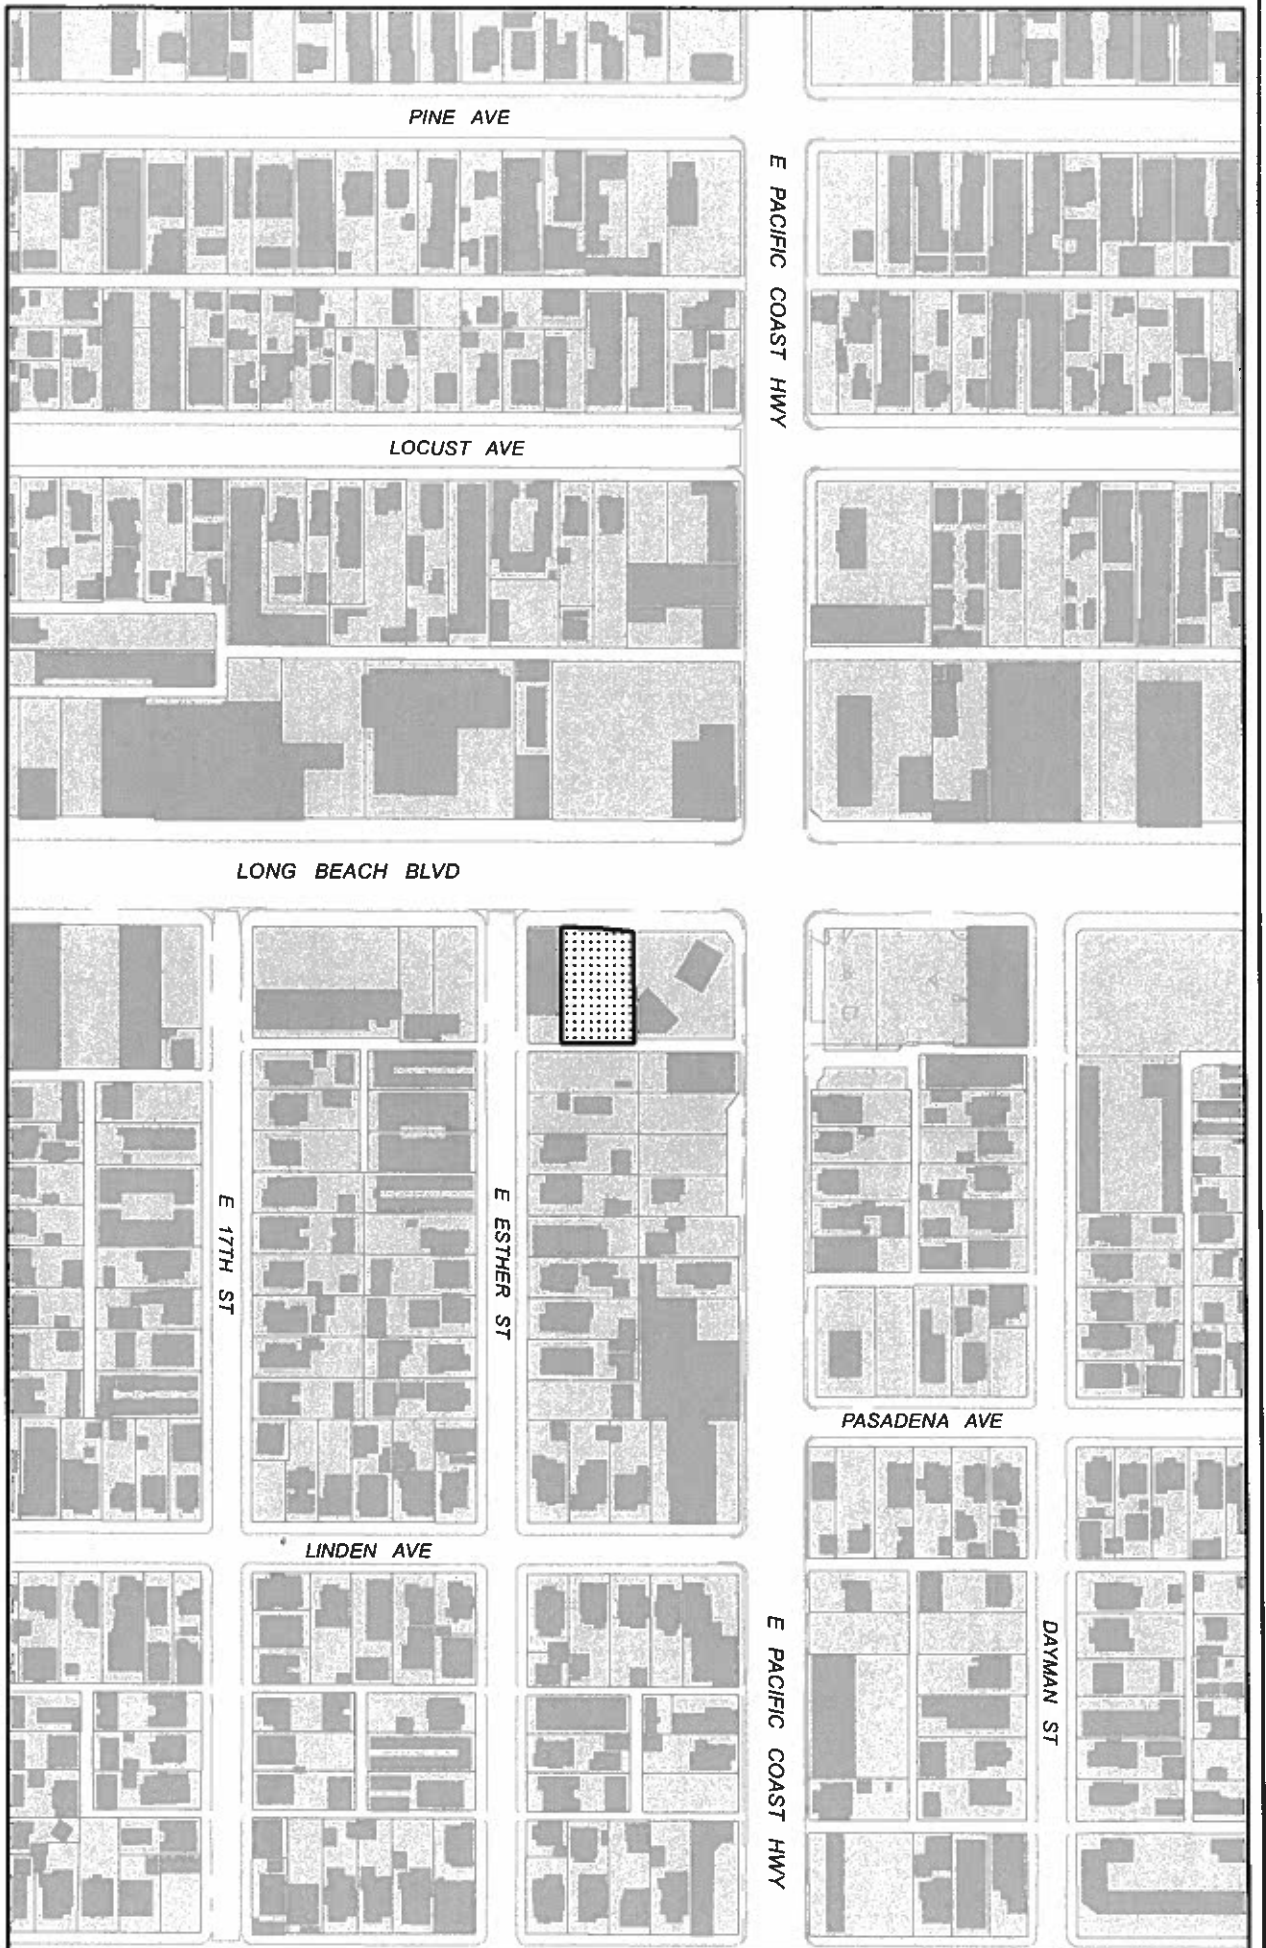 PINE AVE
E PACIFIC COAST HWY
LOCUST AVE
LONG BEACH BLVD
E 17TH ST
E ESTHER ST
PASADENA AVE
LINDEN AVE
E PACIFIC COAST HWY
DAYMAN ST